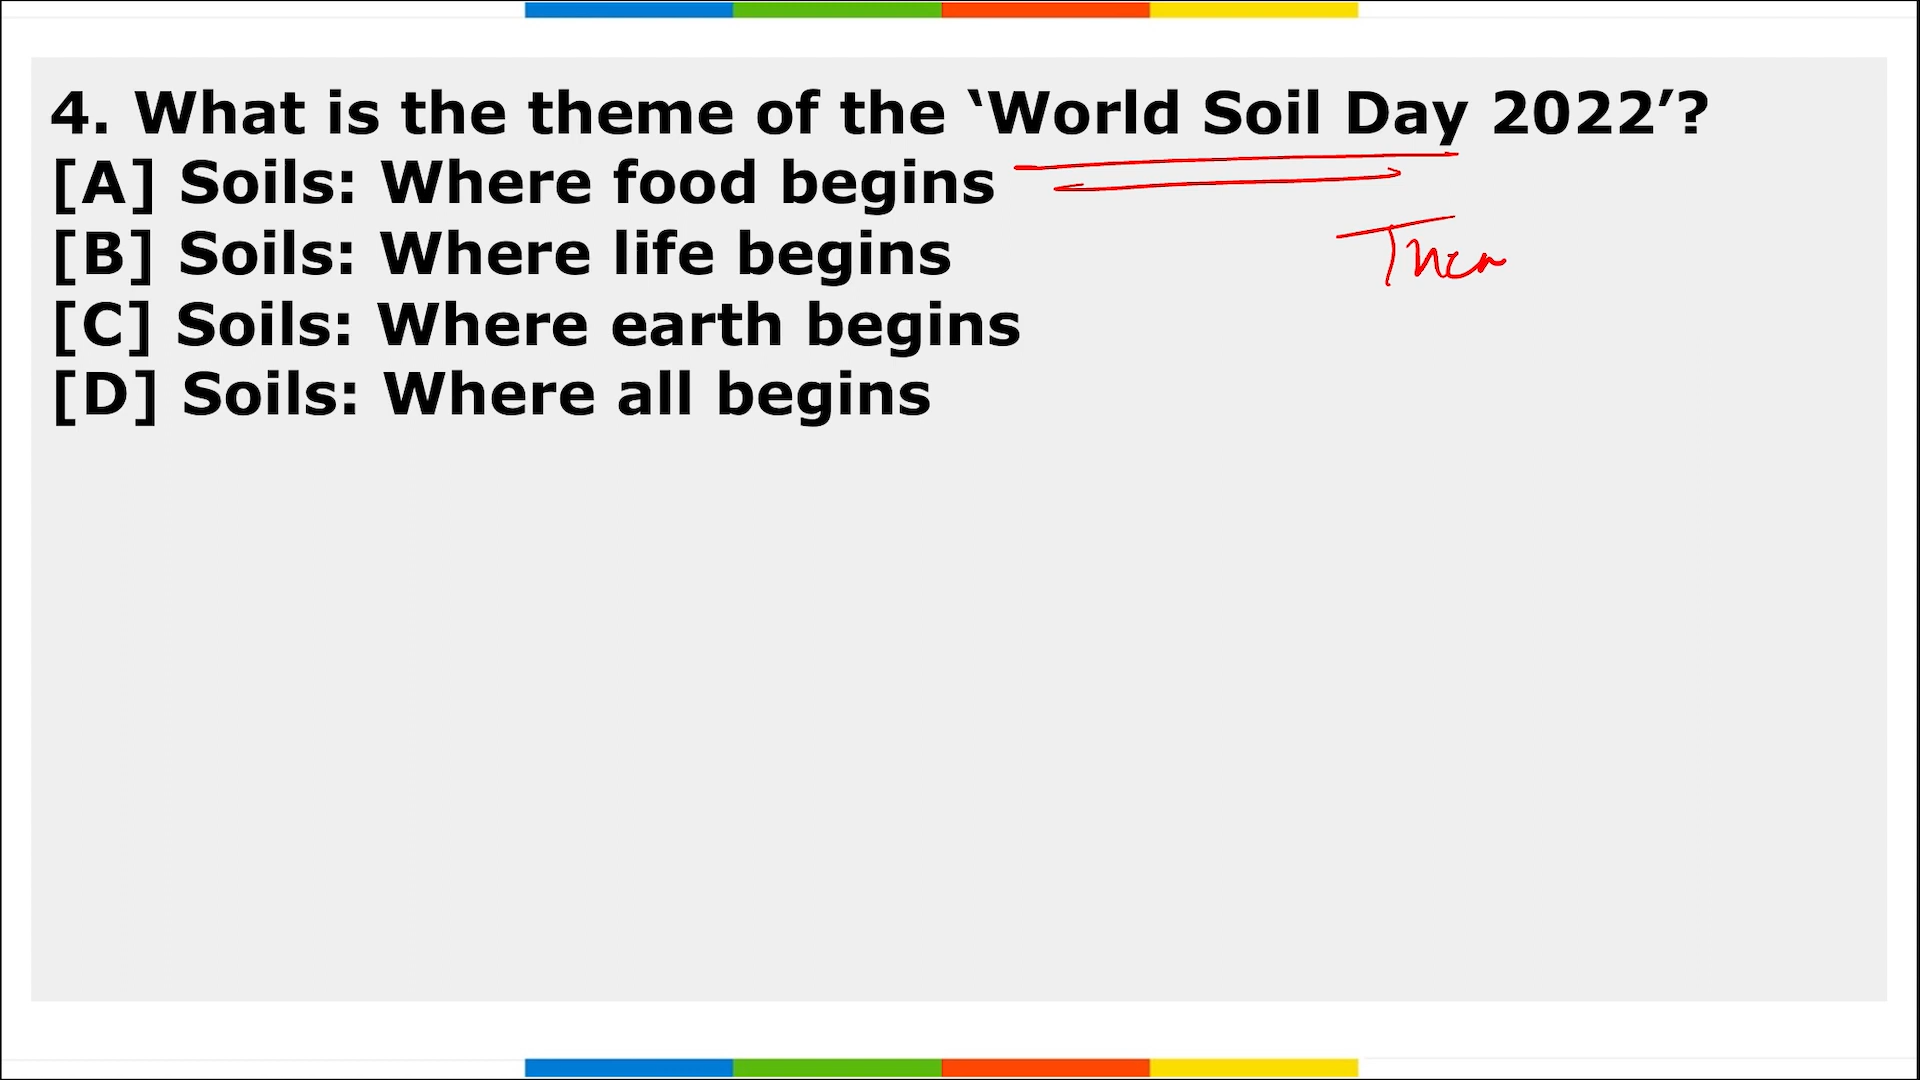 4. What is the theme of the ‘World Soil Day 2022’?
[A] Soils: Where food begins
[B] Soils: Where life begins
[C] Soils: Where earth begins
[D] Soils: Where all begins